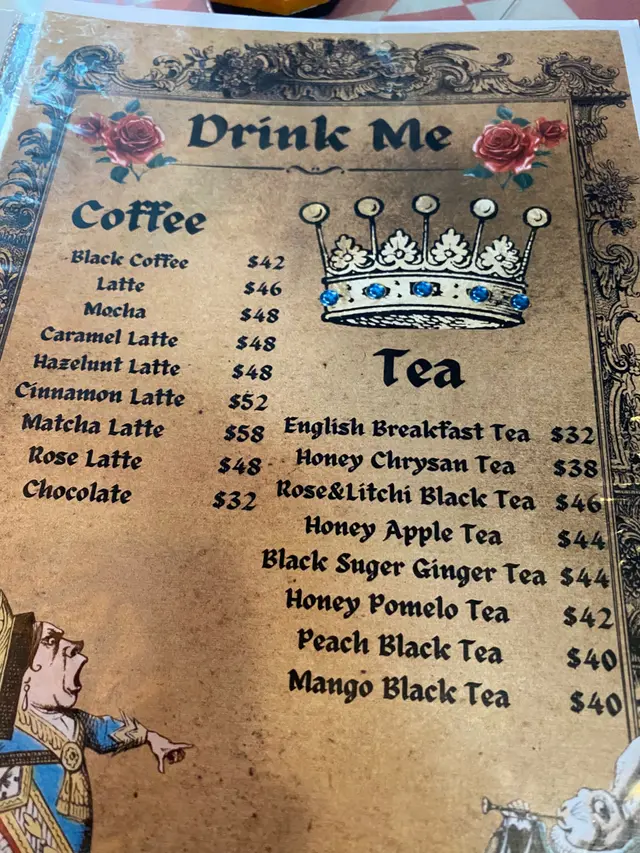 Drink Me
Coffee
Black Coffee $42
Latte $46
Mocha $48
Caramel Latte $48
Hazelunt Latte $48
Cinnamon Latte $52
Matcha Latte $58
Rose Latte $48
Chocolate $32
Tea
English Breakfast Tea $32
Honey Chrysan Tea $38
Rose&Litchi Black Tea $46
Honey Apple Tea $44
Black Suger Ginger Tea $44
Honey Pomelo Tea $42
Peach Black Tea $40
Mango Black Tea $40